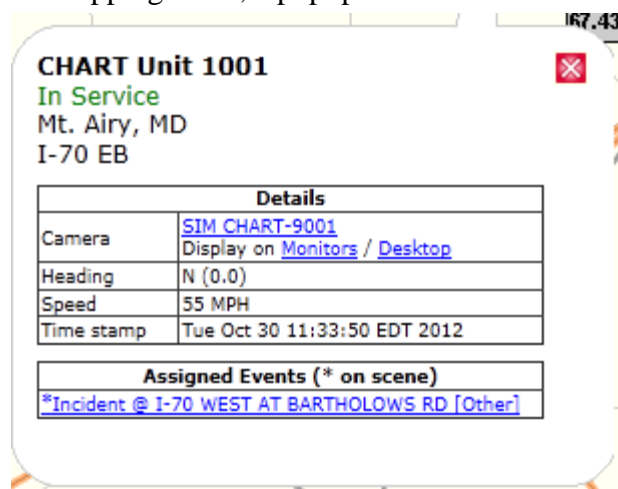 67.43
CHART Unit 1001
In Service
Mt. Airy, MD
I-70 EB
Details
Camera
SIM CHART-9001
Display on Monitors / Desktop
Heading
N (0.0)
Speed
55 MPH
Time stamp
Tue Oct 30 11:33:50 EDT 2012
Assigned Events (* on scene)
*Incident @ I-70 WEST AT BARTHOLOWS RD [Other]